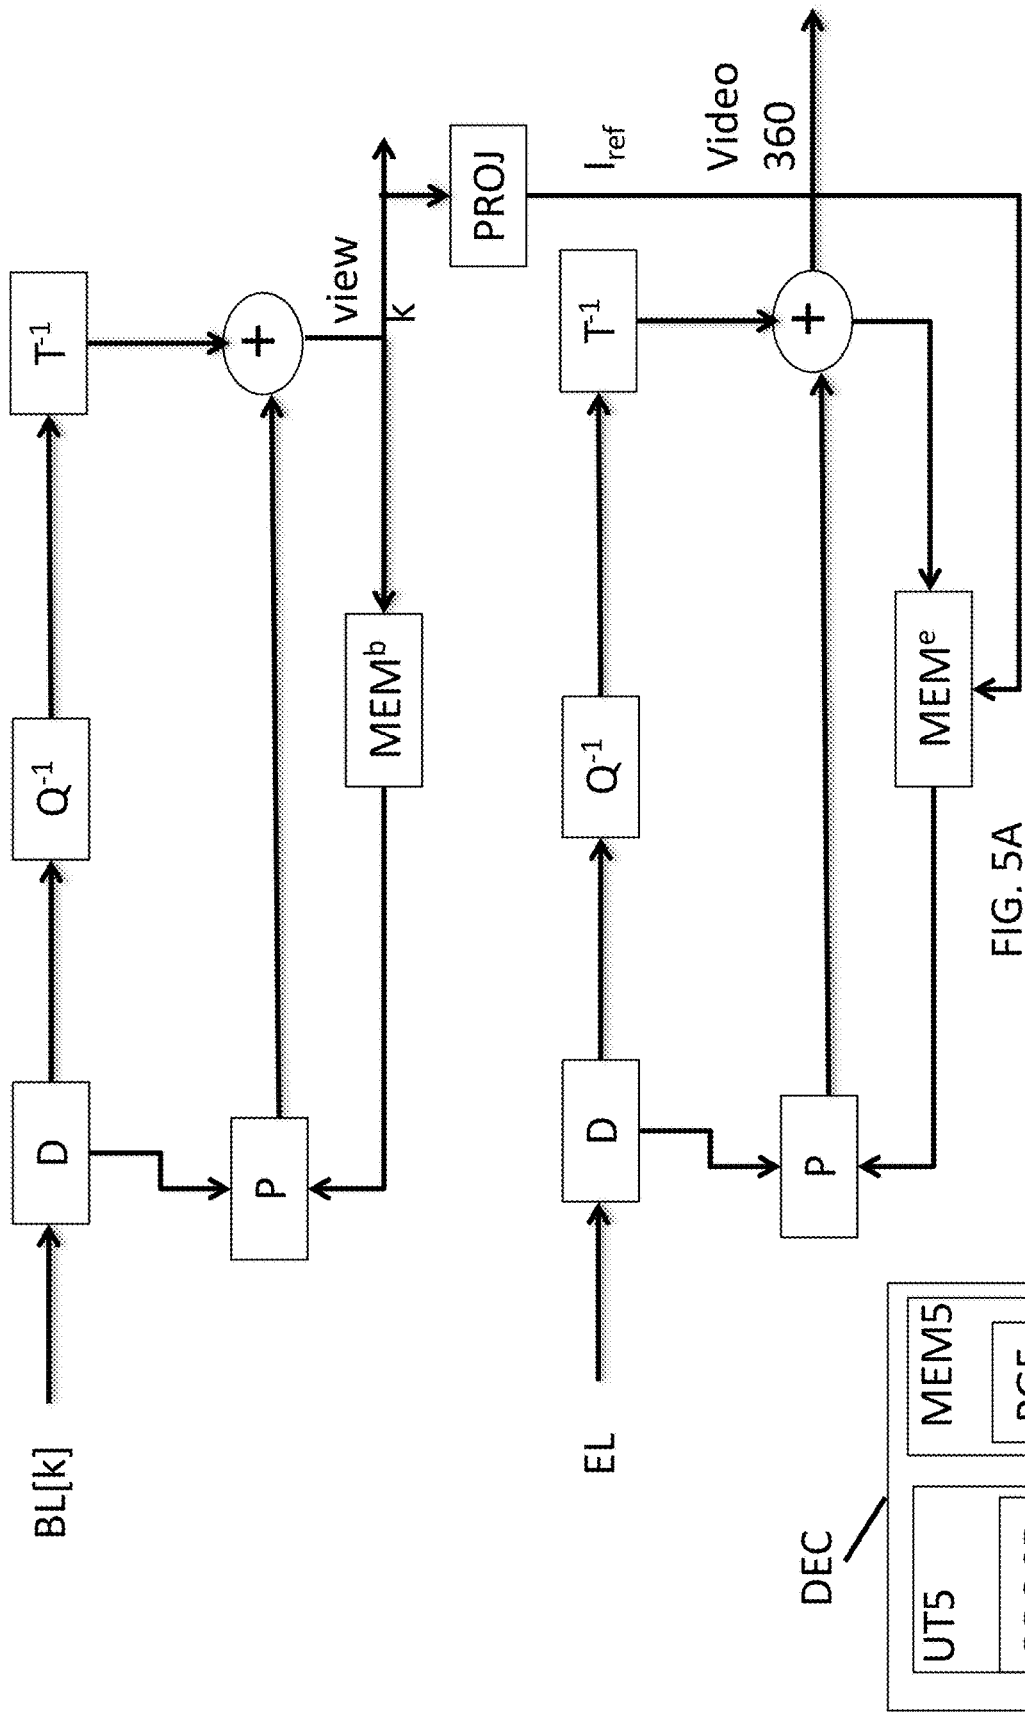 BL[k]
D
Q-1
T-1
P
+
MEMb
view
k
PROJ
Iref
EL
D
Q-1
T-1
P
+
MEMe
Video
360
FIG. 5A
DEC
UT5
MEM5